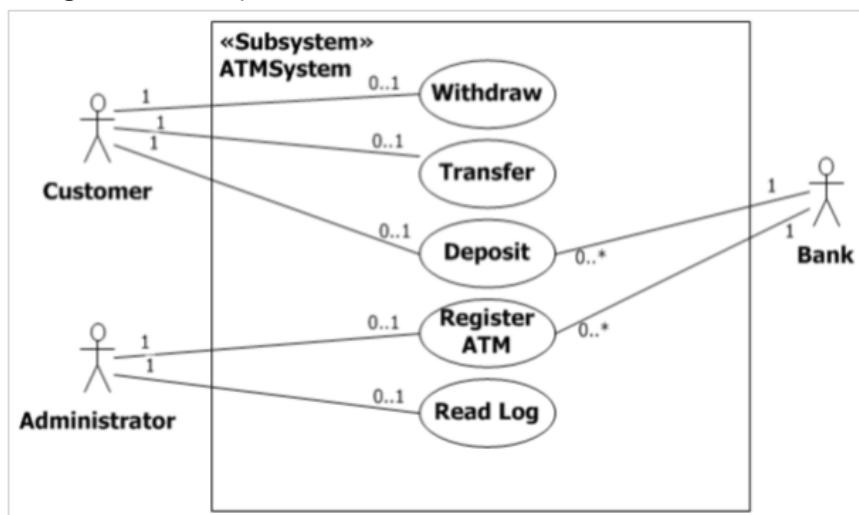 «Subsystem»
ATMSystem
1
0..1
Withdraw
1
0..1
Transfer
1
Customer
0..1
Deposit
0..*
1
1
Bank
1
0..1
Register
ATM
0..*
1
0..1
Read Log
Administrator